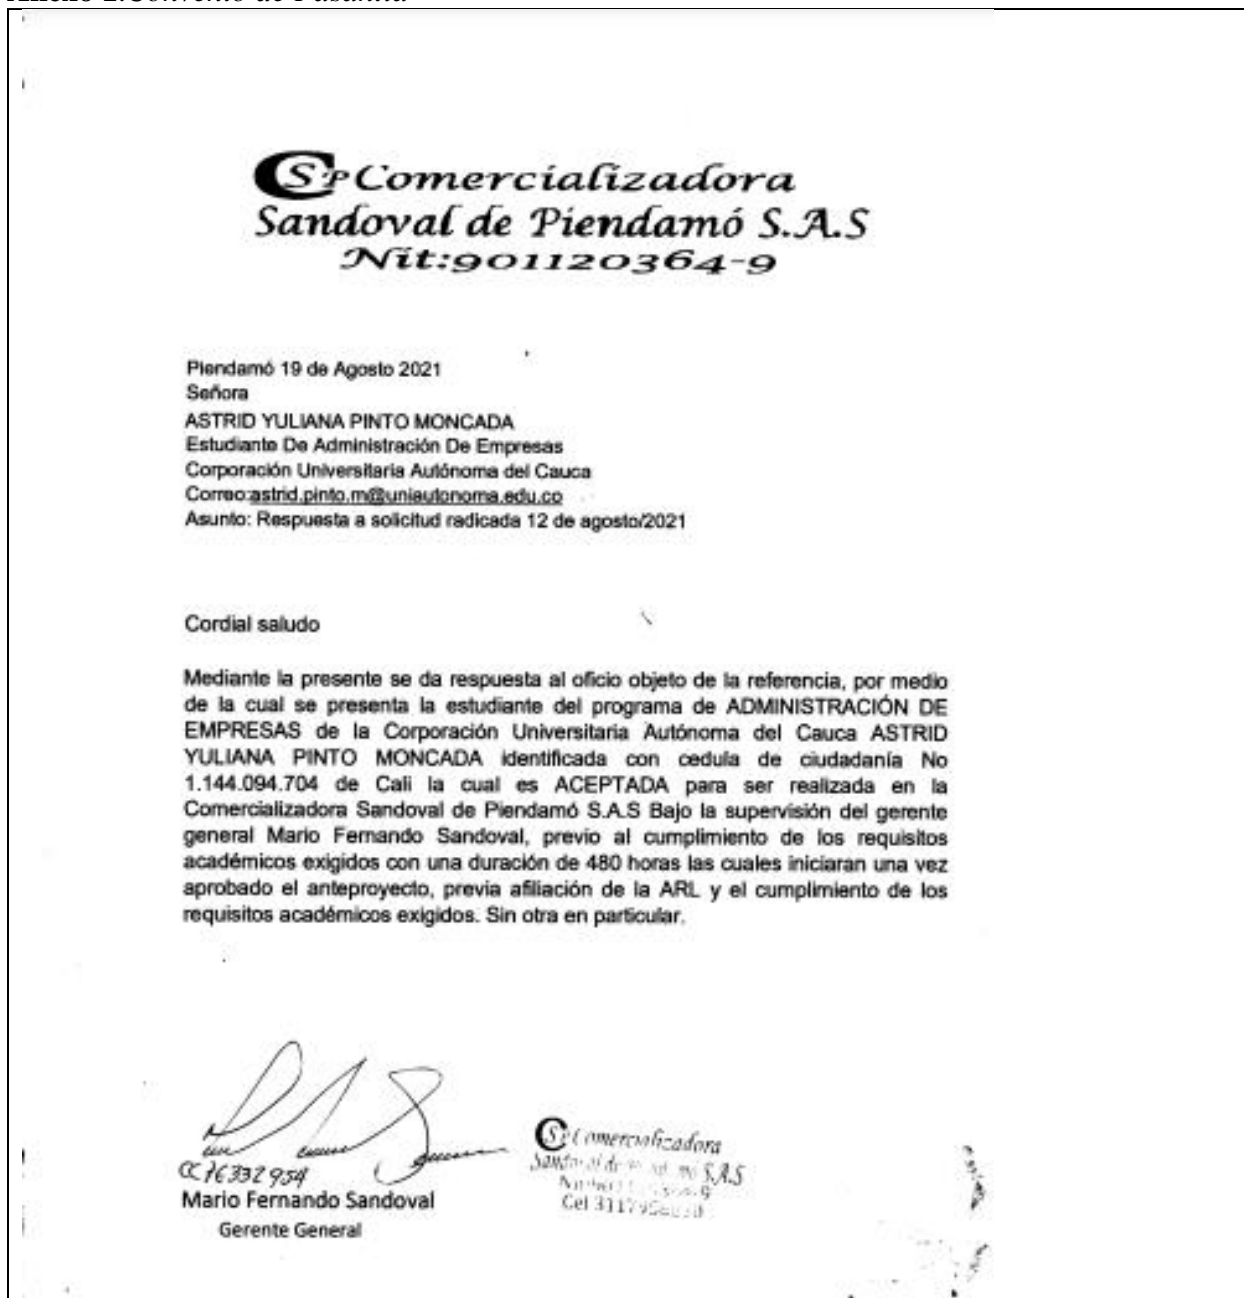 Comercializadora
Sandoval de Piendamó S.A.S
Nit:901120364-9
Piendamó 19 de Agosto 2021
Señora
ASTRID YULIANA PINTO MONCADA
Estudiante De Administración De Empresas
Corporación Universitaria Autónoma del Cauca
Correo:astrid.pinto.m@uniautonoma.edu.co
Asunto: Respuesta a solicitud radicada 12 de agosto/2021
Cordial saludo
Mediante la presente se da respuesta al oficio objeto de la referencia, por medio
de la cual se presenta la estudiante del programa de ADMINISTRACIÓN DE
EMPRESAS de la Corporación Universitaria Autónoma del Cauca ASTRID
YULIANA PINTO MONCADA identificada con cedula de ciudadanía No
1.144.094.704 de Cali la cual es ACEPTADA para ser realizada en la
Comercializadora Sandoval de Piendamó S.A.S Bajo la supervisión del gerente
general Mario Fernando Sandoval, previo al cumplimiento de los requisitos
académicos exigidos con una duración de 480 horas las cuales iniciaran una vez
aprobado el anteproyecto, previa afiliación de la ARL y el cumplimiento de los
requisitos académicos exigidos. Sin otra en particular.
CC 76332954
Mario Fernando Sandoval
Gerente General
Comercializadora
S.A.S
Cel